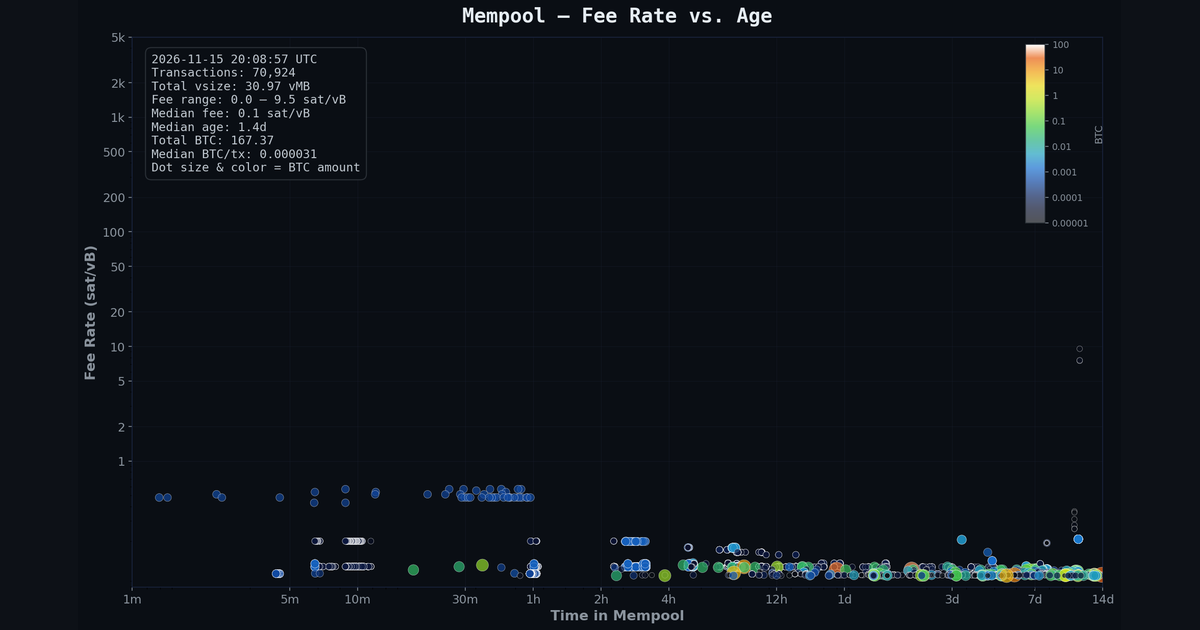 Mempool — Fee Rate vs. Age
2026-11-15 20:08:57 UTC
Transactions: 70,924
Total vsize: 30.97 vMB
Fee range: 0.0 — 9.5 sat/vB
Median fee: 0.1 sat/vB
Median age: 1.4d
Total BTC: 167.37
Median BTC/tx: 0.000031
Dot size & color = BTC amount
5k
2k
1k
500
200
100
50
20
10
5
2
1
Fee Rate (sat/vB)
100
10
1
0.1
0.01
0.001
0.0001
0.00001
BTC
1m
5m
10m
30m
1h
2h
4h
12h
1d
3d
7d
14d
Time in Mempool